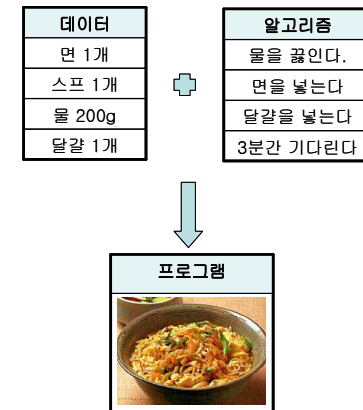 데이터
면 1개
스프 1개
물 200g
달걀 1개
알고리즘
물을 끓인다.
면을 넣는다
달걀을 넣는다
3분간 기다린다
프로그램